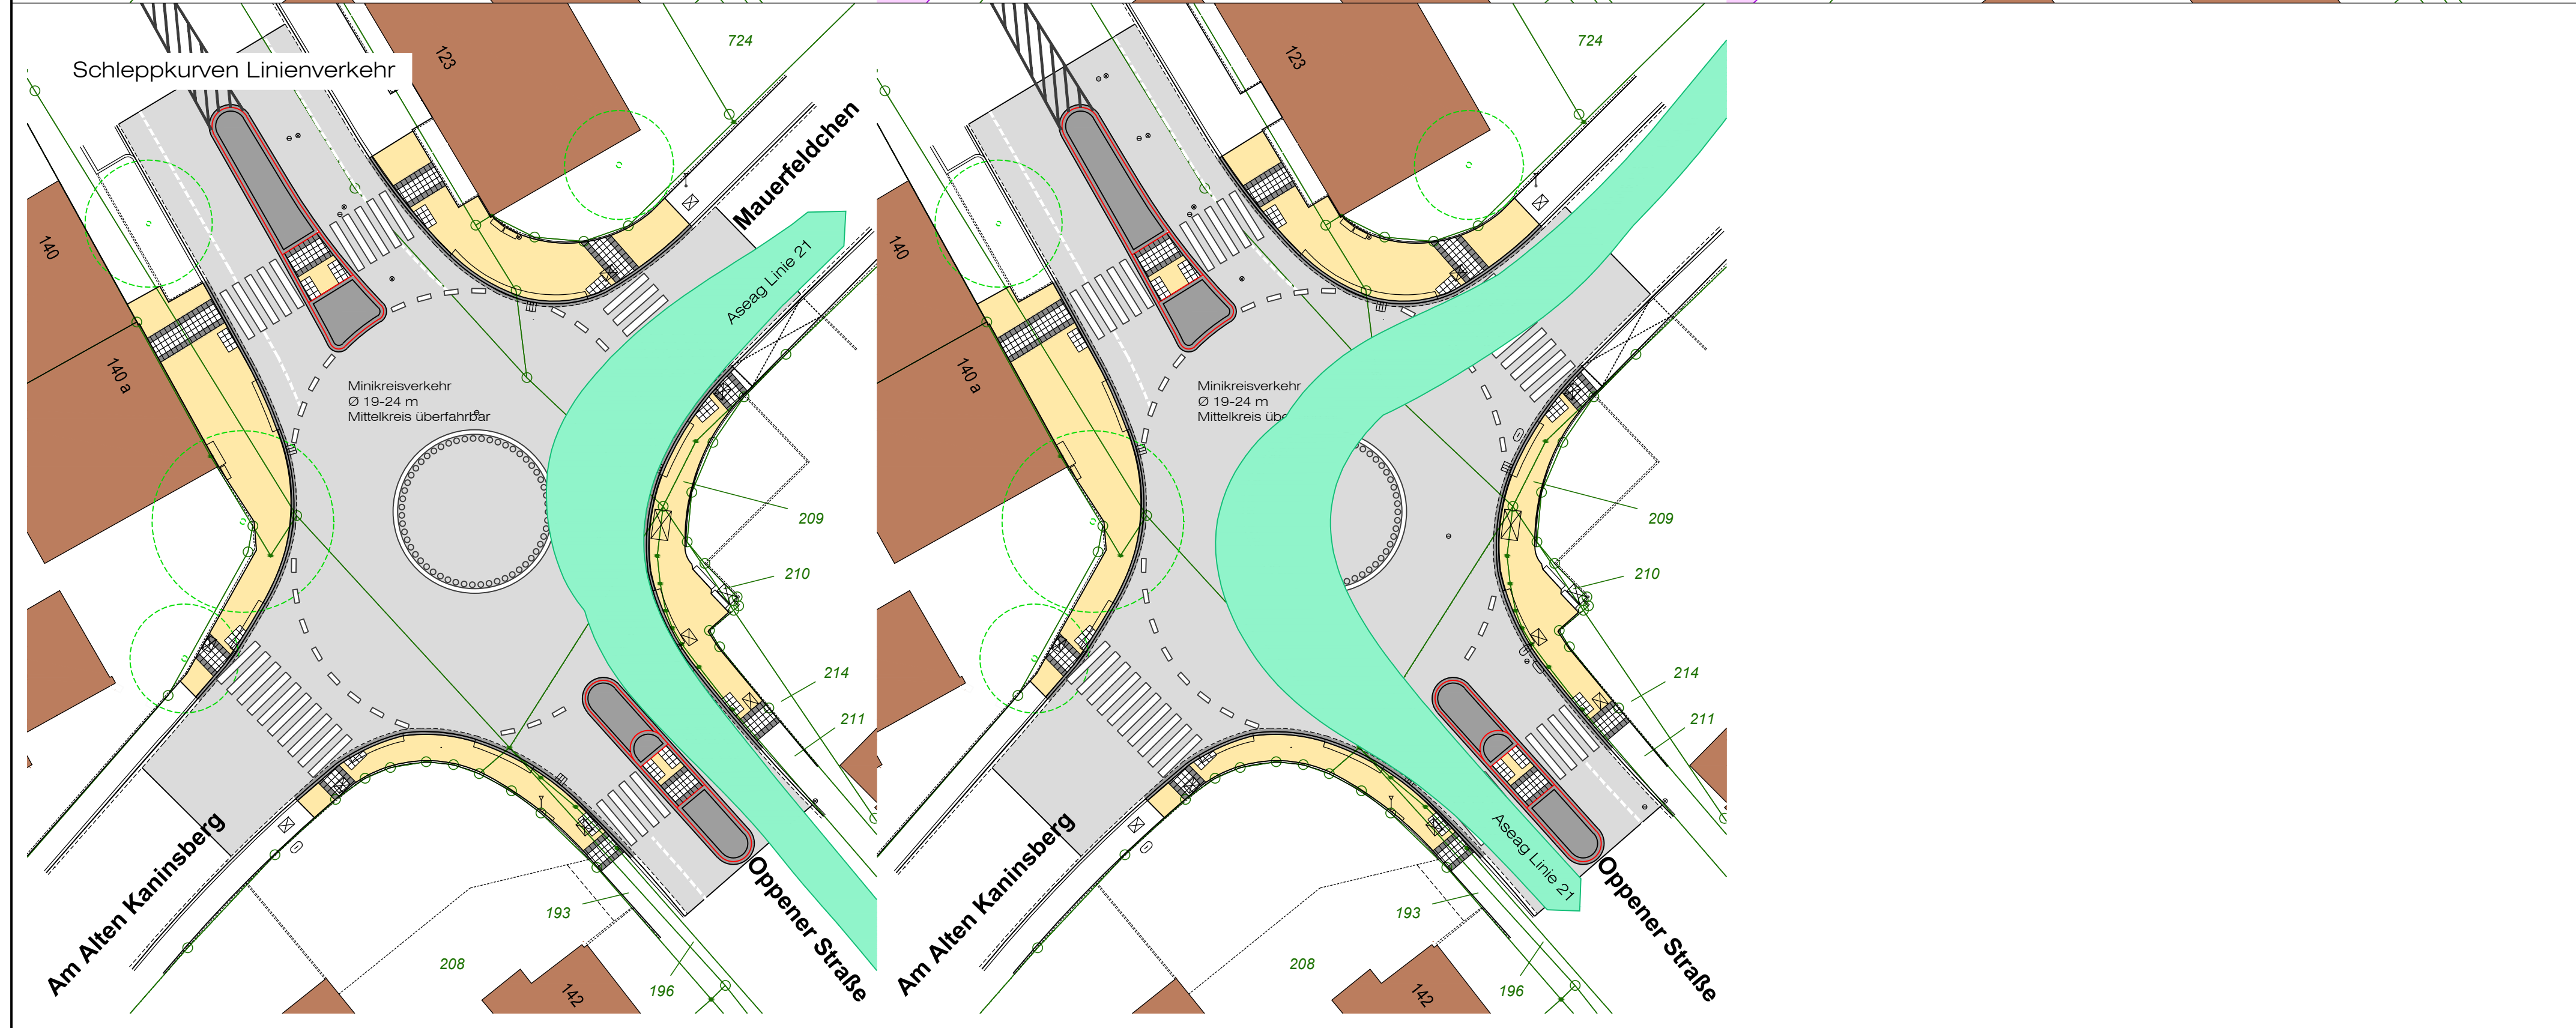 Schleppkurven Linienverkehr
123
724
Mauerfeldchen
140
Aseag Linie 21
140 a
Minikreisverkehr
Ø 19-24 m
Mittelkreis überfahrbar
209
210
214
211
Am Alten Kaninsberg
Oppener Straße
193
208
196
142
123
724
140
140 a
Minikreisverkehr
Ø 19-24 m
Mittelkreis übe
209
210
214
211
Aseag Linie 21
Am Alten Kaninsberg
Oppener Straße
193
208
196
142